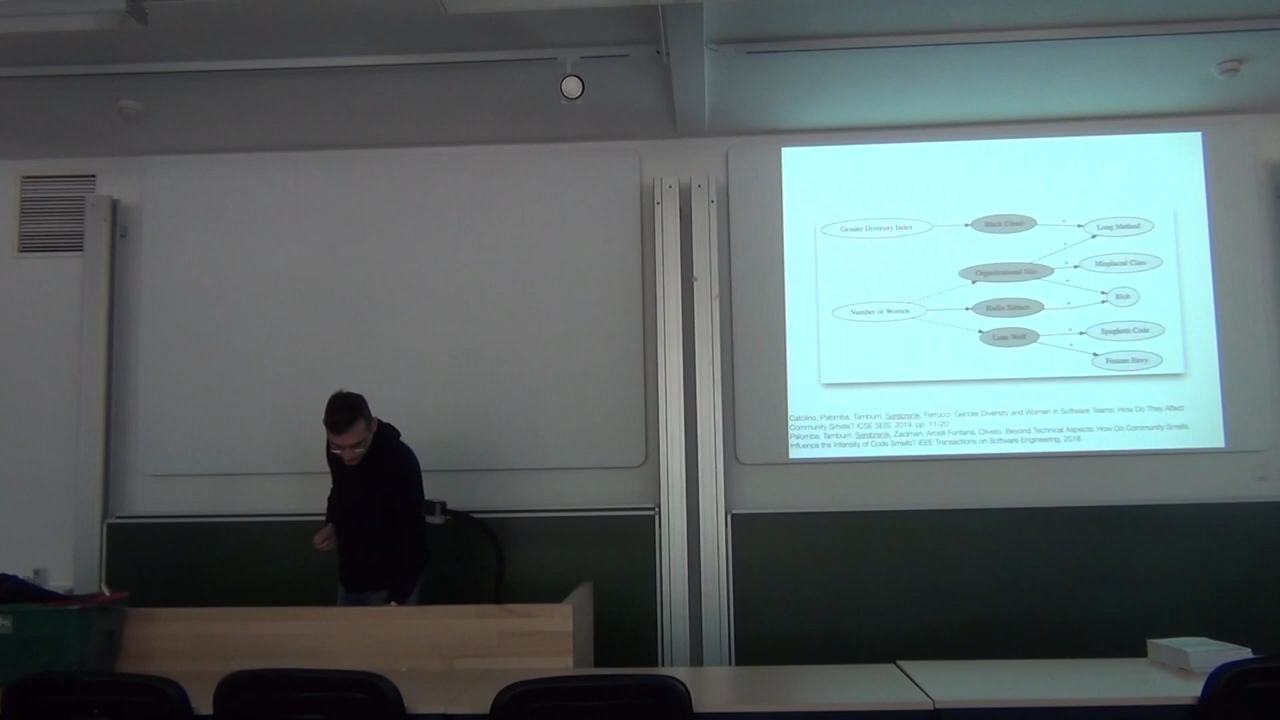 Gender Diversity Index
Black Cloud
Long Method
Organizational Silo
Misplaced Class
Blob
Number of Women
Radio Silence
Lone Wolf
Spaghetti Code
Feature Envy
Catolino, Palomba, Tamburri, Serebrenik, Ferrucci. Gender Diversity and Women in Software Teams: How Do They Affect
Community Smells? ICSE SEIS, 2019. pp. 11-20
Palomba, Tamburri, Serebrenik, Zaidman, Arcelli Fontana, Oliveto. Beyond Technical Aspects: How Do Community Smells
Influence the Intensity of Code Smells? IEEE Transactions on Software Engineering, 2018